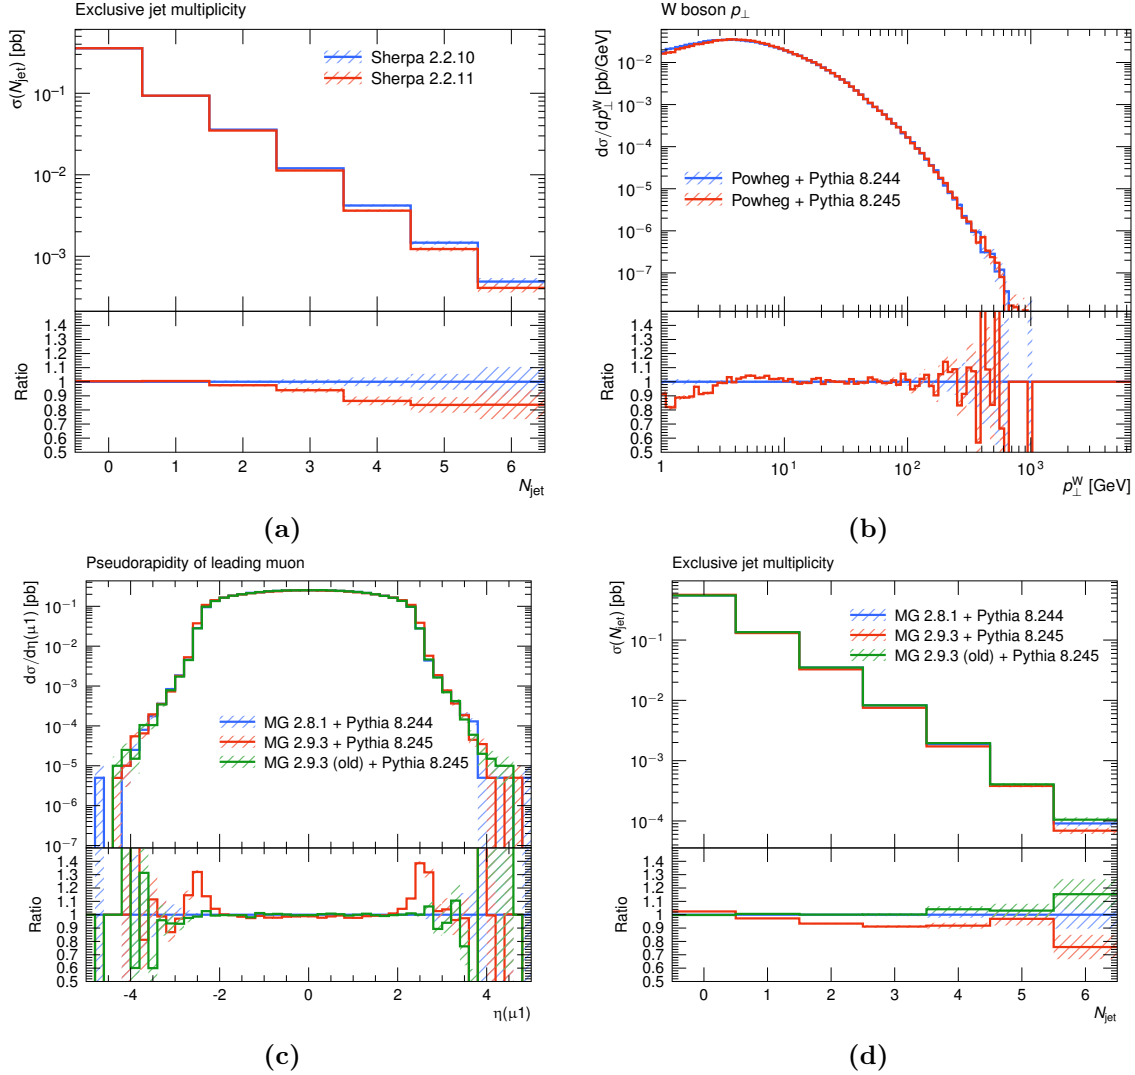 Exclusive jet multiplicity
σ(N_jet) [pb]
Sherpa 2.2.10
Sherpa 2.2.11
10^−1
10^−2
10^−3
Ratio
1.4
1.3
1.2
1.1
1
0.9
0.8
0.7
0.6
0.5
0 1 2 3 4 5 6
N_jet
(a)
W boson p_⊥
dσ/dp_⊥^W [pb/GeV]
10^−2
10^−3
10^−4
10^−5
10^−6
10^−7
Powheg + Pythia 8.244
Powheg + Pythia 8.245
Ratio
1.4
1.3
1.2
1.1
1
0.9
0.8
0.7
0.6
0.5
1 10^1 10^2 10^3
p_⊥^W [GeV]
(b)
Pseudorapidity of leading muon
dσ/dη(μ1) [pb]
10^−1
10^−2
10^−3
10^−4
10^−5
10^−6
10^−7
MG 2.8.1 + Pythia 8.244
MG 2.9.3 + Pythia 8.245
MG 2.9.3 (old) + Pythia 8.245
Ratio
1.4
1.3
1.2
1.1
1
0.9
0.8
0.7
0.6
0.5
-4 -2 0 2 4
η(μ1)
(c)
Exclusive jet multiplicity
σ(N_jet) [pb]
10^−1
10^−2
10^−3
10^−4
MG 2.8.1 + Pythia 8.244
MG 2.9.3 + Pythia 8.245
MG 2.9.3 (old) + Pythia 8.245
Ratio
1.4
1.3
1.2
1.1
1
0.9
0.8
0.7
0.6
0.5
0 1 2 3 4 5 6
N_jet
(d)